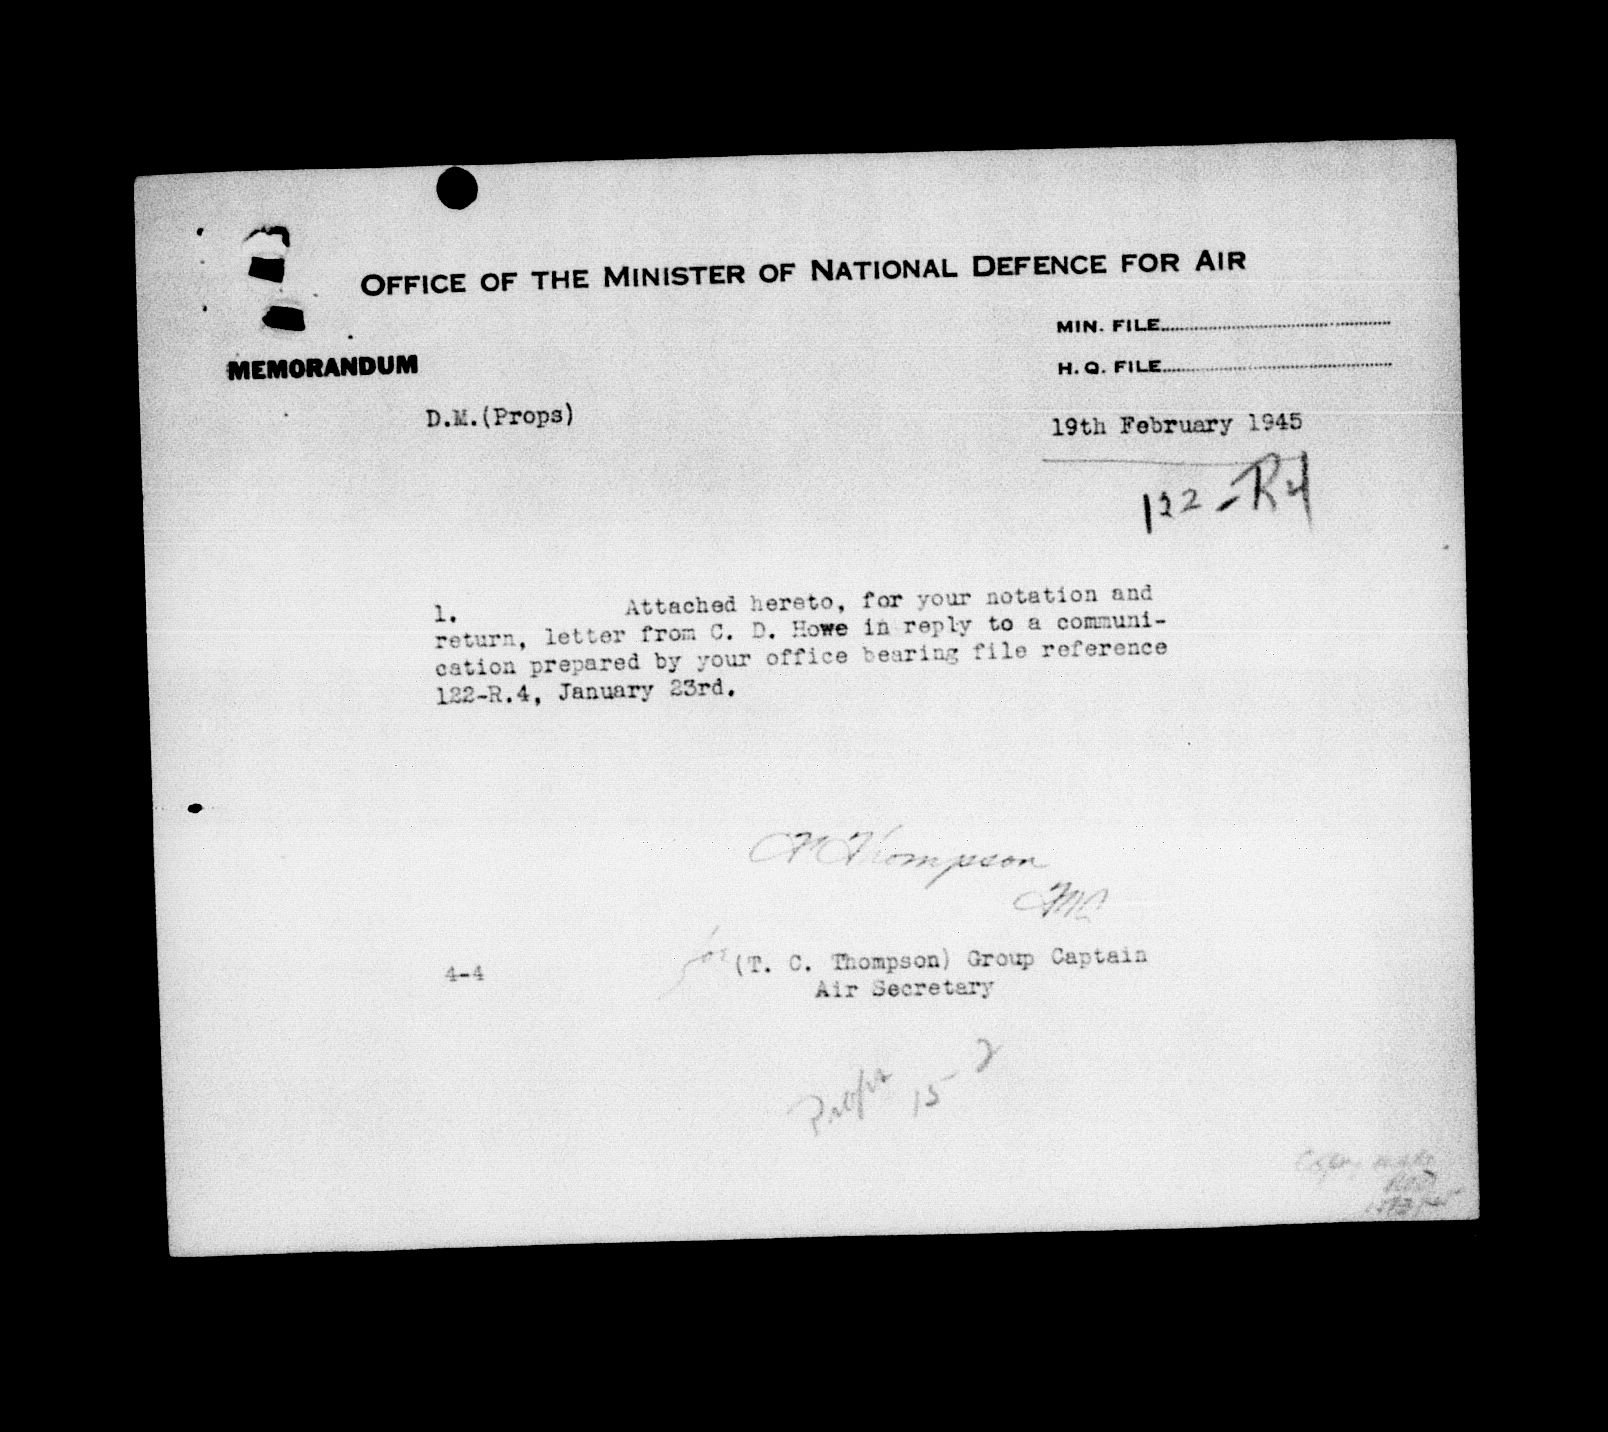 OFFICE OF THE MINISTER OF NATIONAL DEFENCE FOR AIR
MIN. FILE
H. Q. FILE
MEMORANDUM
D.M.(Props)
19th February 1945
122-R4
1. Attached hereto, for your notation and
return, letter from C. D. Howe in reply to a communi-
cation prepared by your office bearing file reference
122-R.4, January 23rd.
Thompson
for (T. C. Thompson) Group Captain
4-4
Air Secretary
15-2